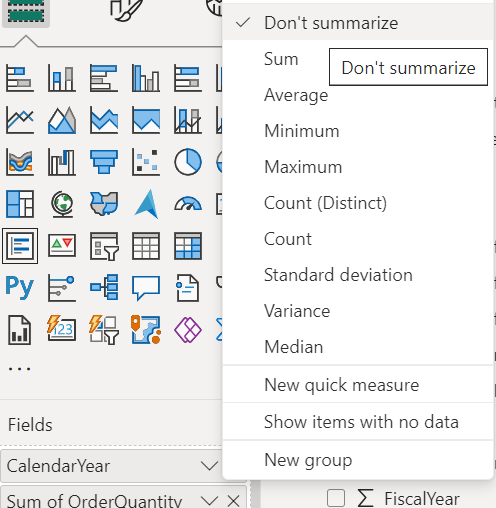 Don't summarize
Sum
Don't summarize
Average
Minimum
Maximum
Count (Distinct)
Count
Standard deviation
Variance
Median
New quick measure
Show items with no data
New group
Py
123
...
Fields
CalendarYear
Sum of OrderQuantity
FiscalYear